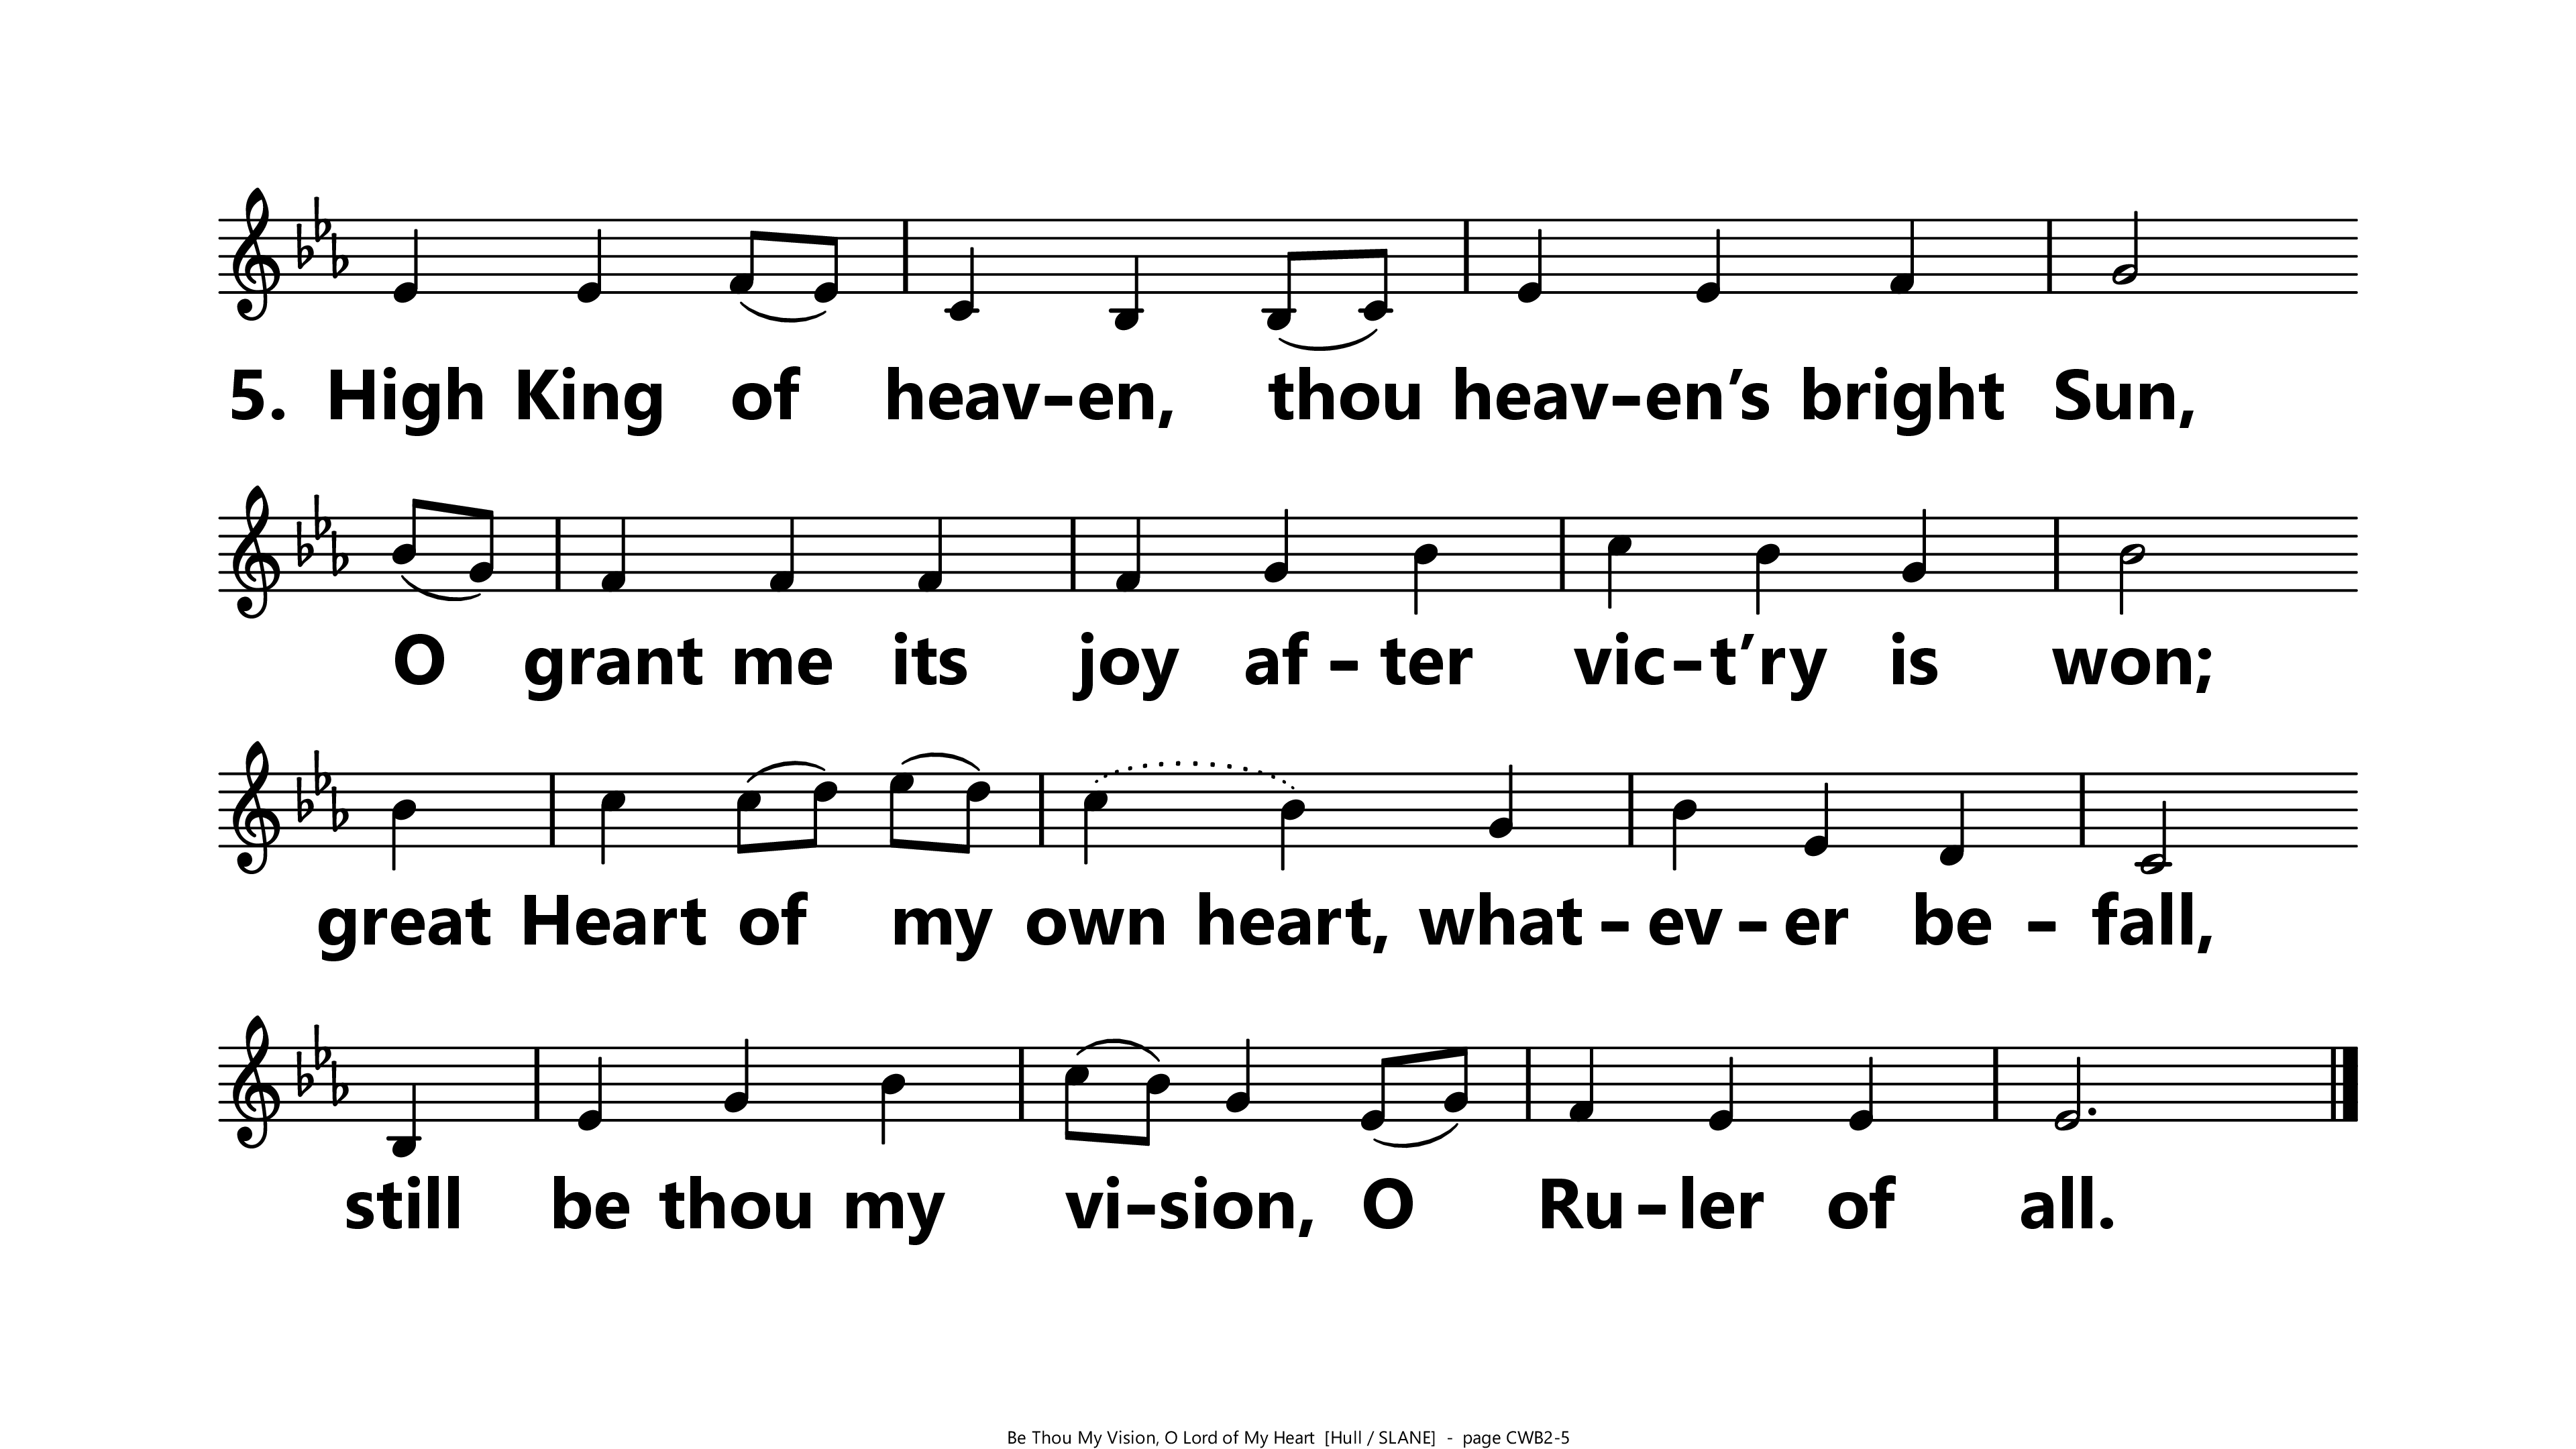 5. High King of heav-en, thou heav-en’s bright Sun,
O grant me its joy af-ter vic-t’ry is won;
great Heart of my own heart, what-ev-er be-fall,
still be thou my vi-sion, O Ru-ler of all.
Be Thou My Vision, O Lord of My Heart [Hull / SLANE] - page CWB2-5